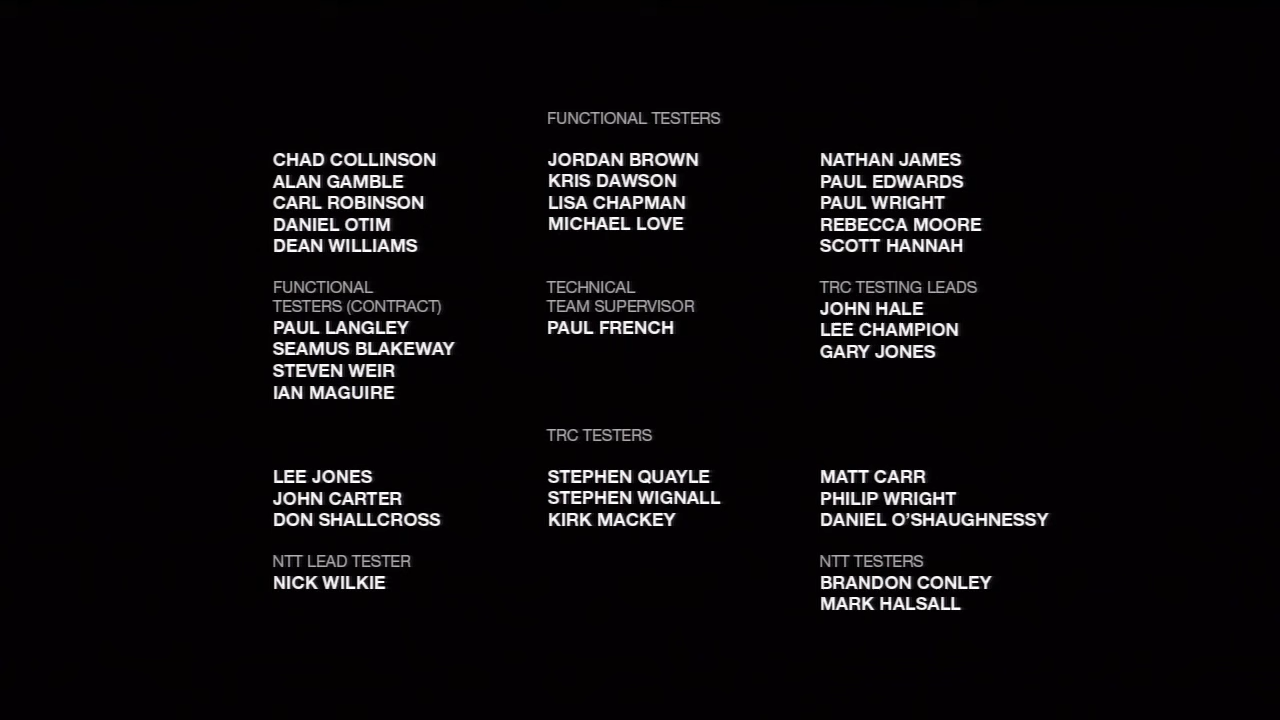 FUNCTIONAL TESTERS
CHAD COLLINSON
ALAN GAMBLE
CARL ROBINSON
DANIEL OTIM
DEAN WILLIAMS
JORDAN BROWN
KRIS DAWSON
LISA CHAPMAN
MICHAEL LOVE
NATHAN JAMES
PAUL EDWARDS
PAUL WRIGHT
REBECCA MOORE
SCOTT HANNAH
FUNCTIONAL
TESTERS (CONTRACT)
PAUL LANGLEY
SEAMUS BLAKEWAY
STEVEN WEIR
IAN MAGUIRE
TECHNICAL
TEAM SUPERVISOR
PAUL FRENCH
TRC TESTING LEADS
JOHN HALE
LEE CHAMPION
GARY JONES
TRC TESTERS
LEE JONES
JOHN CARTER
DON SHALLCROSS
STEPHEN QUAYLE
STEPHEN WIGNALL
KIRK MACKEY
MATT CARR
PHILIP WRIGHT
DANIEL O’SHAUGHNESSY
NTT LEAD TESTER
NICK WILKIE
NTT TESTERS
BRANDON CONLEY
MARK HALSALL